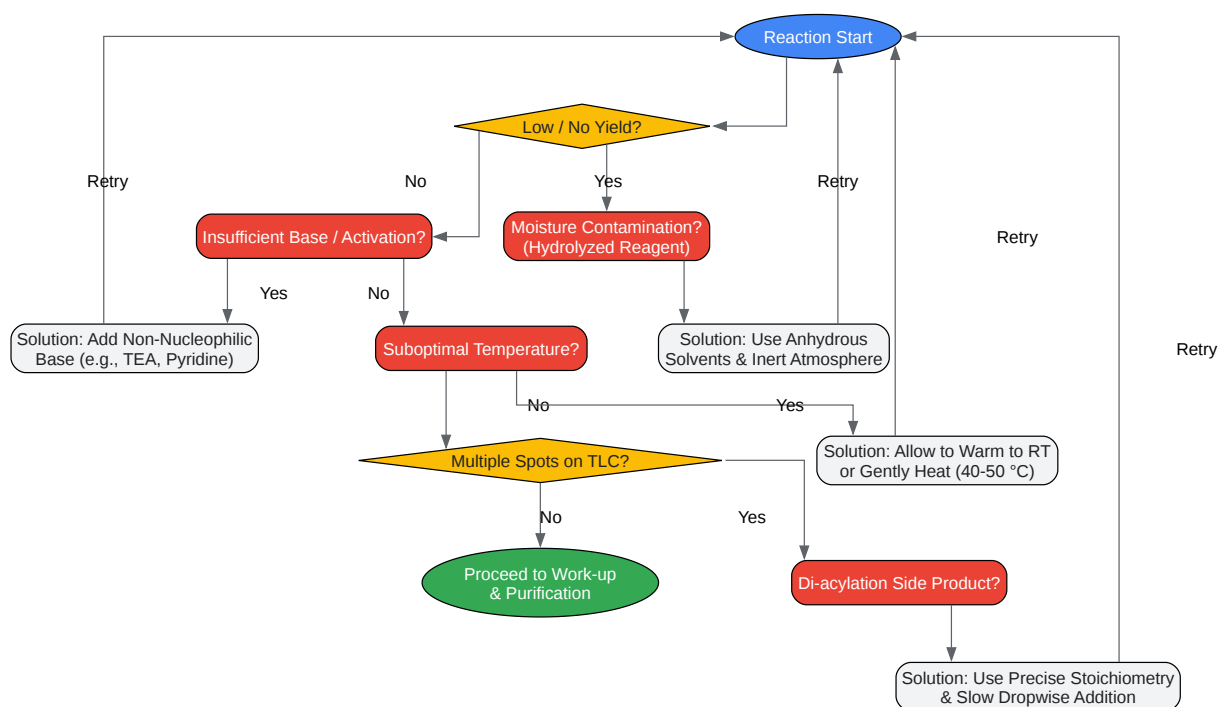 Reaction Start
Low / No Yield?
Retry
No
Yes
Retry
Insufficient Base / Activation?
Moisture Contamination?
(Hydrolyzed Reagent)
Retry
Yes
No
Solution: Add Non-Nucleophilic
Base (e.g., TEA, Pyridine)
Suboptimal Temperature?
Solution: Use Anhydrous
Solvents & Inert Atmosphere
Retry
No
Yes
Multiple Spots on TLC?
Solution: Allow to Warm to RT
or Gently Heat (40-50 °C)
No
Yes
Proceed to Work-up
& Purification
Di-acylation Side Product?
Solution: Use Precise Stoichiometry
& Slow Dropwise Addition